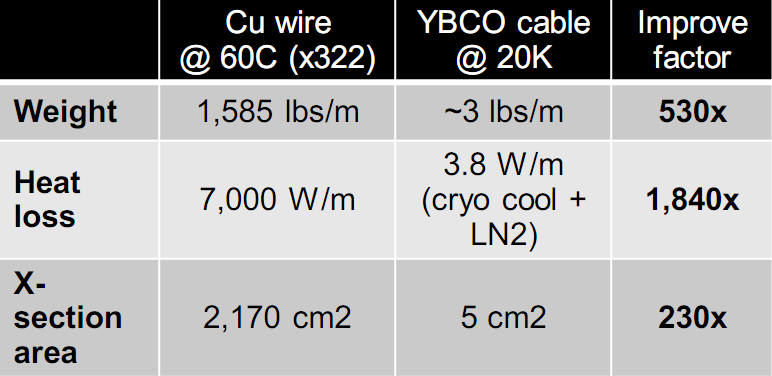 Cu wire
@ 60C (x322)
YBCO cable
@ 20K
Improve
factor
Weight
1,585 lbs/m
~3 lbs/m
530x
Heat
loss
7,000 W/m
3.8 W/m
(cryo cool +
LN2)
1,840x
X-
section
area
2,170 cm2
5 cm2
230x